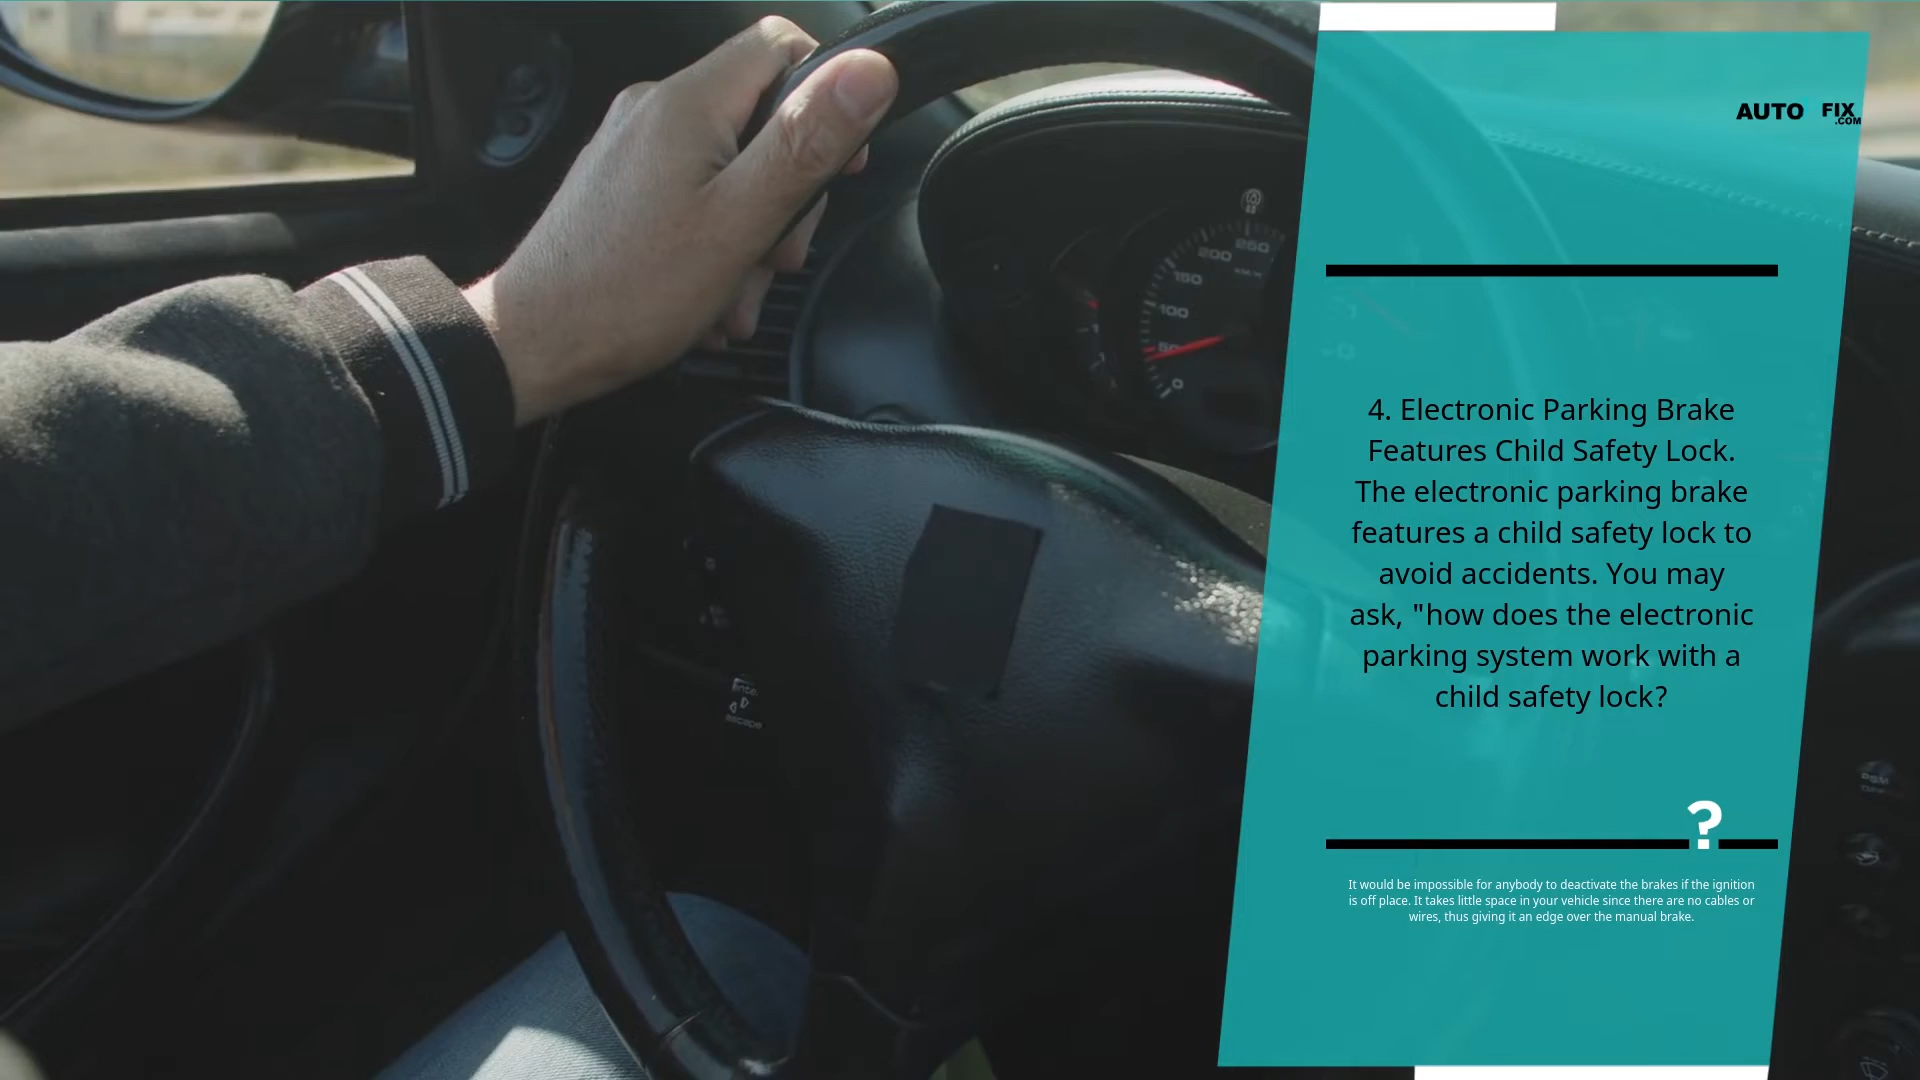 AUTO FIX
.COM
250
200
KM/H
150
100
50
0
4. Electronic Parking Brake
Features Child Safety Lock.
The electronic parking brake
features a child safety lock to
avoid accidents. You may
ask, "how does the electronic
parking system work with a
child safety lock?
?
It would be impossible for anybody to deactivate the brakes if the ignition
is off place. It takes little space in your vehicle since there are no cables or
wires, thus giving it an edge over the manual brake.
escape